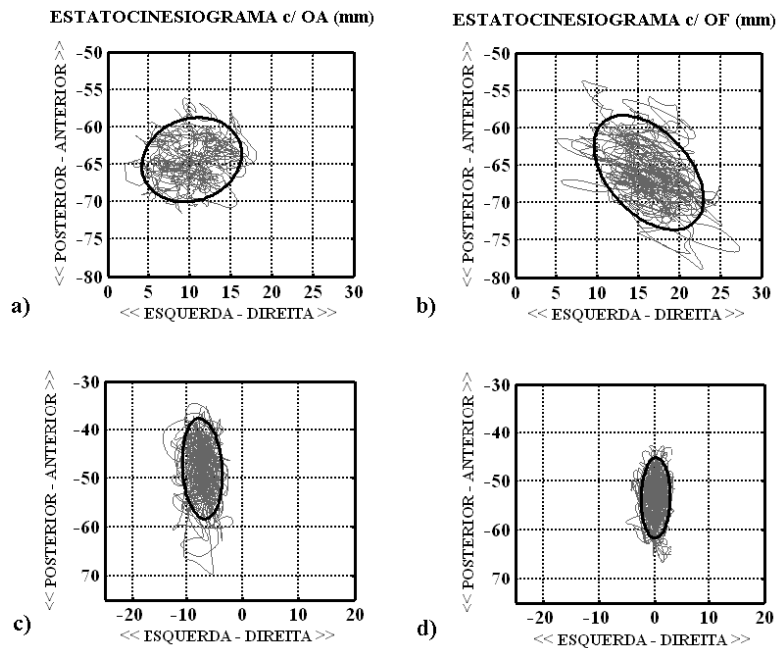 ESTATOCINESIOGRAMA c/ OA (mm)
<< POSTERIOR - ANTERIOR >>
-50
-55
-60
-65
-70
-75
-80
0 5 10 15 20 25 30
<< ESQUERDA - DIREITA >>
a)
ESTATOCINESIOGRAMA c/ OF (mm)
<< POSTERIOR - ANTERIOR >>
-50
-55
-60
-65
-70
-75
-80
0 5 10 15 20 25 30
<< ESQUERDA - DIREITA >>
b)
<< POSTERIOR - ANTERIOR >>
-30
-40
-50
-60
70
-20 -10 0 10 20
<< ESQUERDA - DIREITA >>
c)
<< POSTERIOR - ANTERIOR >>
-30
-40
-50
-60
70
-20 -10 0 10 20
<< ESQUERDA - DIREITA >>
d)